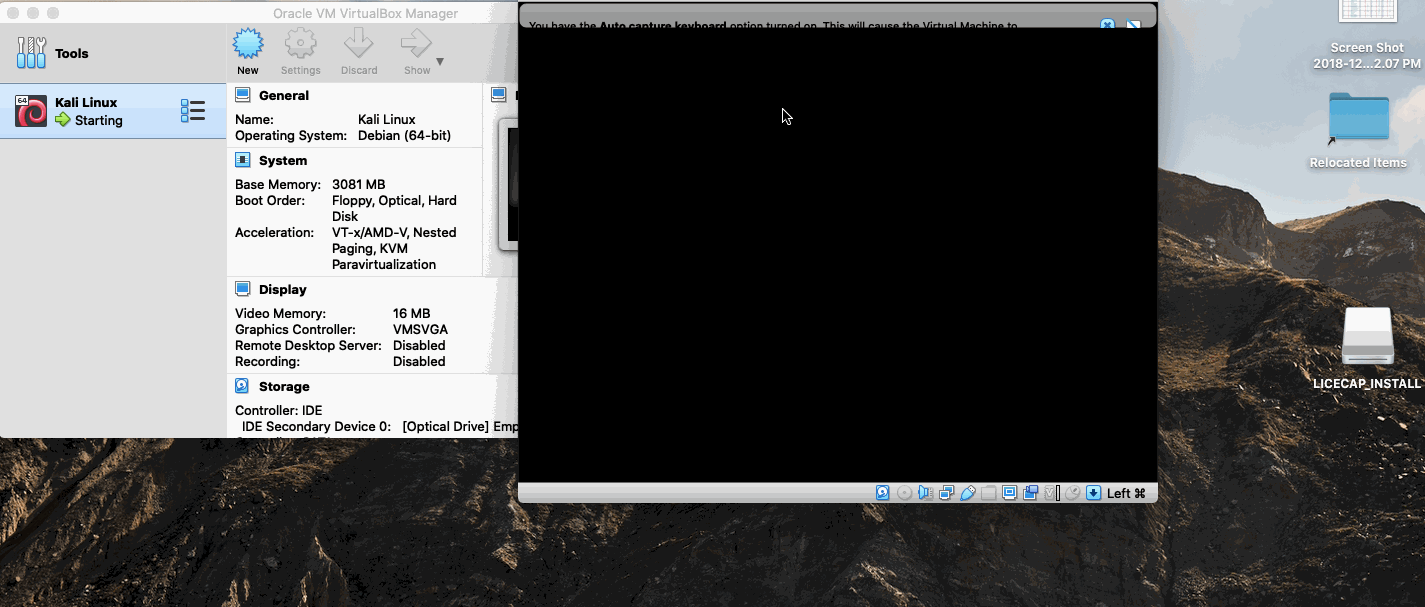 Oracle VM VirtualBox Manager
Tools
New
Settings
Discard
Show
64
Kali Linux
Starting
General
Name: Kali Linux
Operating System: Debian (64-bit)
System
Base Memory: 3081 MB
Boot Order: Floppy, Optical, Hard
Disk
Acceleration: VT-x/AMD-V, Nested
Paging, KVM
Paravirtualization
Display
Video Memory: 16 MB
Graphics Controller: VMSVGA
Remote Desktop Server: Disabled
Recording: Disabled
Storage
Controller: IDE
IDE Secondary Device 0: [Optical Drive] Emp
You have the Auto capture keyboard option turned on. This will cause the Virtual Machine to
Left ⌘
Screen Shot
2018-12...2.07 PM
Relocated Items
LICECAP_INSTALL